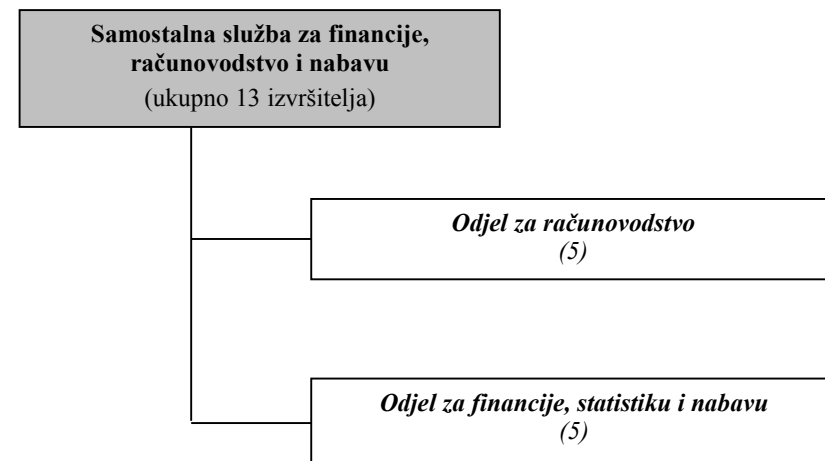 Samostalna služba za financije,
računovodstvo i nabavu
(ukupno 13 izvršitelja)
Odjel za računovodstvo
(5)
Odjel za financije, statistiku i nabavu
(5)